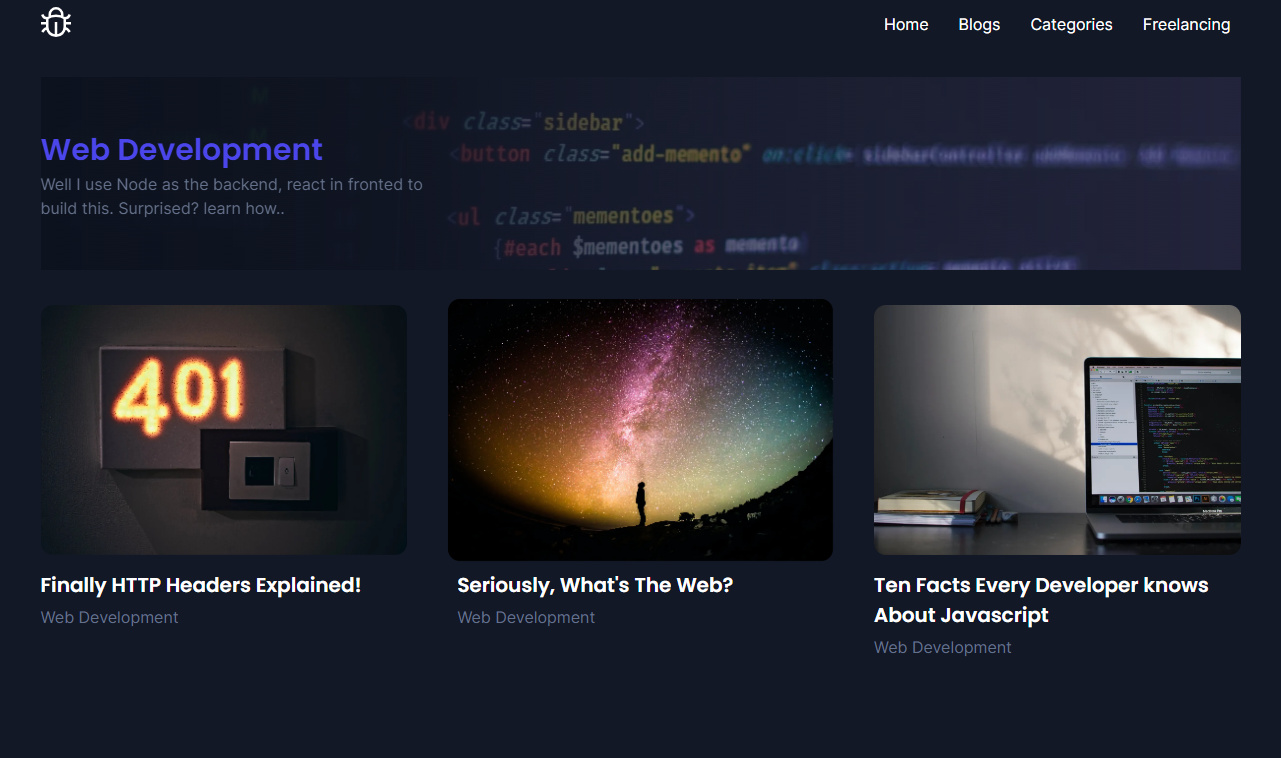 Home Blogs Categories Freelancing
<div class="sidebar">
<button class="add-memento"
Web Development
Well I use Node as the backend, react in fronted to
build this. Surprised? learn how..
<ul class="mementoes">
{#each $mementoes as memento
401
Finally HTTP Headers Explained!
Web Development
Seriously, What's The Web?
Web Development
Ten Facts Every Developer knows
About Javascript
Web Development